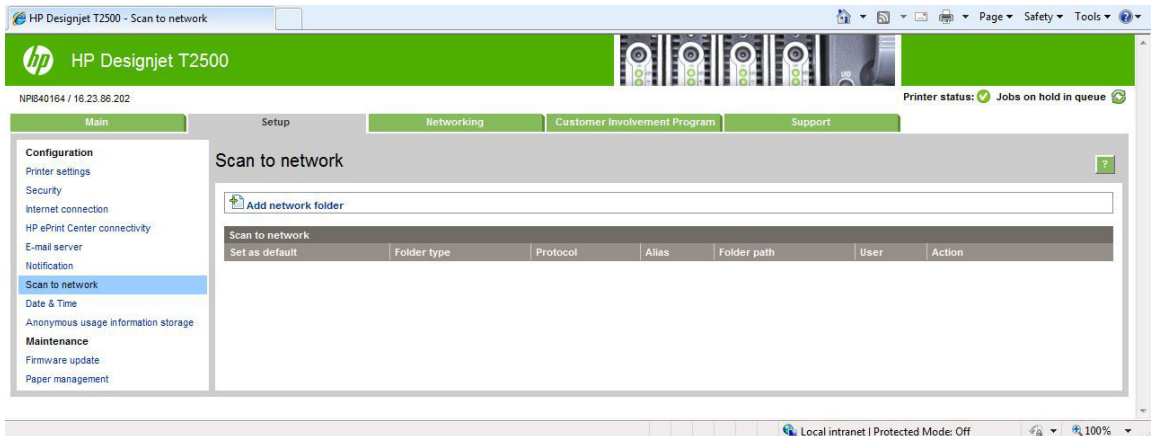 HP Designjet T2500 - Scan to network
Page Safety Tools
hp HP Designjet T2500
NPI840164 / 16.23.86.202
Printer status: Jobs on hold in queue
Main Setup Networking Customer Involvement Program Support
Configuration
Printer settings
Security
Internet connection
HP ePrint Center connectivity
E-mail server
Notification
Scan to network
Date & Time
Anonymous usage information storage
Maintenance
Firmware update
Paper management
Scan to network
?
Add network folder
Scan to network
Set as default Folder type Protocol Alias Folder path User Action
Local intranet | Protected Mode: Off
100%